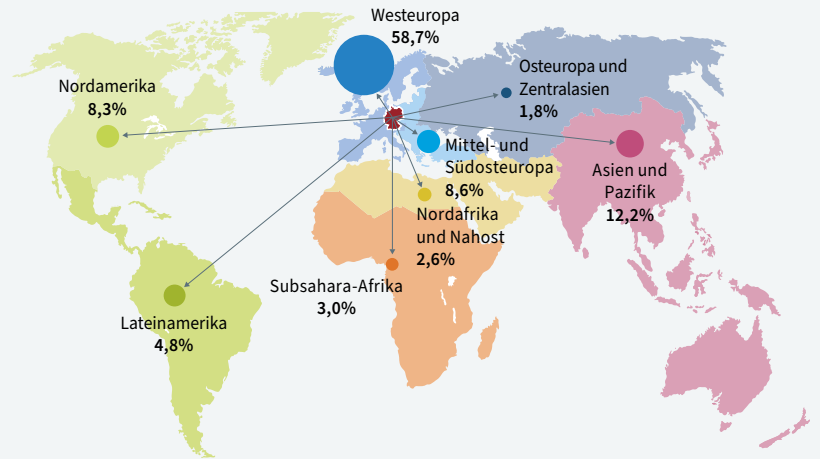 Westeuropa
58,7%
Nordamerika
8,3%
Osteuropa und
Zentralasien
1,8%
Mittel- und
Südosteuropa
8,6%
Asien und
Pazifik
12,2%
Nordafrika
und Nahost
2,6%
Subsahara-Afrika
3,0%
Lateinamerika
4,8%